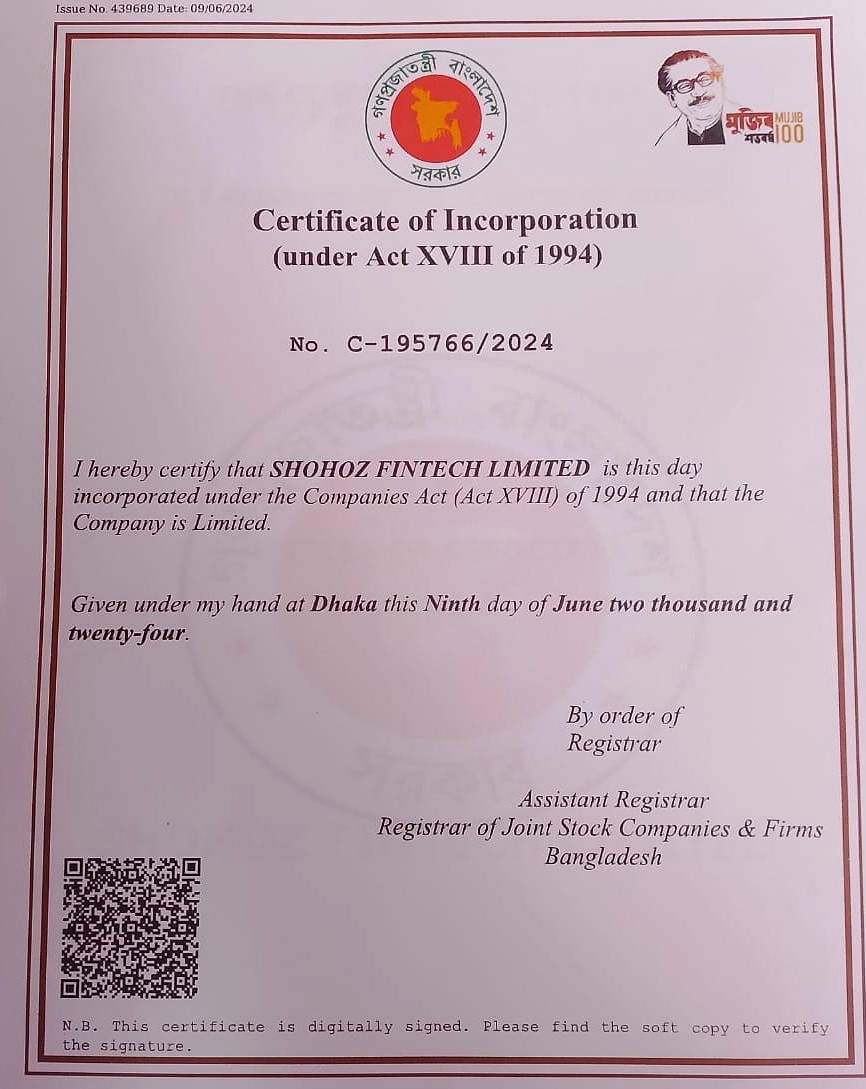 Issue No. 439689 Date: 09/06/2024
গণপ্রজাতন্ত্রী বাংলাদেশ
সরকার
মুজিব MUJIB
শতবর্ষ 100
Certificate of Incorporation
(under Act XVIII of 1994)
No. C-195766/2024
I hereby certify that SHOHOZ FINTECH LIMITED is this day
incorporated under the Companies Act (Act XVIII) of 1994 and that the
Company is Limited.
Given under my hand at Dhaka this Ninth day of June two thousand and
twenty-four.
By order of
Registrar
Assistant Registrar
Registrar of Joint Stock Companies & Firms
Bangladesh
N.B. This certificate is digitally signed. Please find the soft copy to verify
the signature.